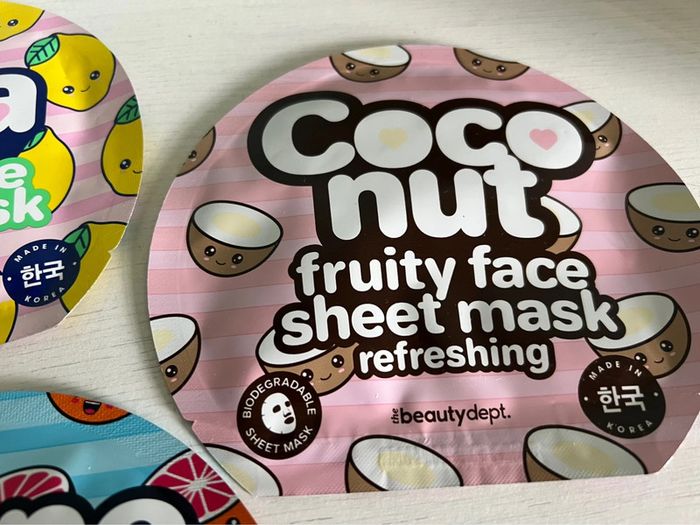 a
e
sk
MADE IN
한국
KOREA
Coco
nut
fruity face
sheet mask
refreshing
BIODEGRADABLE
SHEET MASK
the beautydept.
MADE IN
한국
KOREA